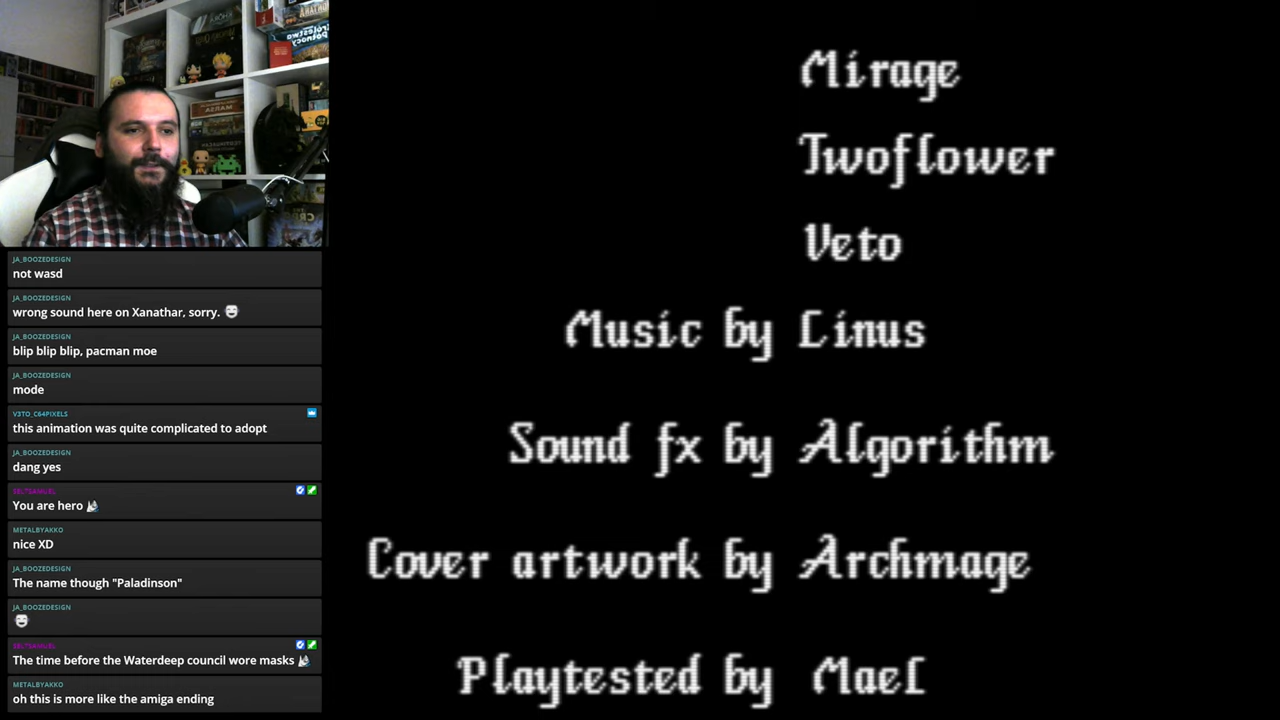 Mirage
Twoflower
Veto
Music by Linus
Sound fx by Algorithm
Cover artwork by Archmage
Playtested by Mael
JA_BOOZEDESIGN
not wasd
JA_BOOZEDESIGN
wrong sound here on Xanathar, sorry.
JA_BOOZEDESIGN
blip blip blip, pacman moe
JA_BOOZEDESIGN
mode
V3TO_C64PIXELS
this animation was quite complicated to adopt
JA_BOOZEDESIGN
dang yes
You are hero
METALBYAKKO
nice XD
JA_BOOZEDESIGN
The name though "Paladinson"
JA_BOOZEDESIGN
The time before the Waterdeep council wore masks
METALBYAKKO
oh this is more like the amiga ending